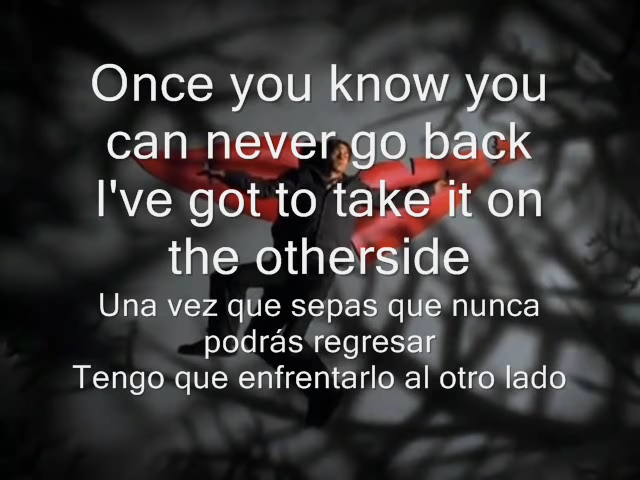 Once you know you
can never go back
I've got to take it on
the otherside
Una vez que sepas que nunca
podrás regresar
Tengo que enfrentarlo al otro lado